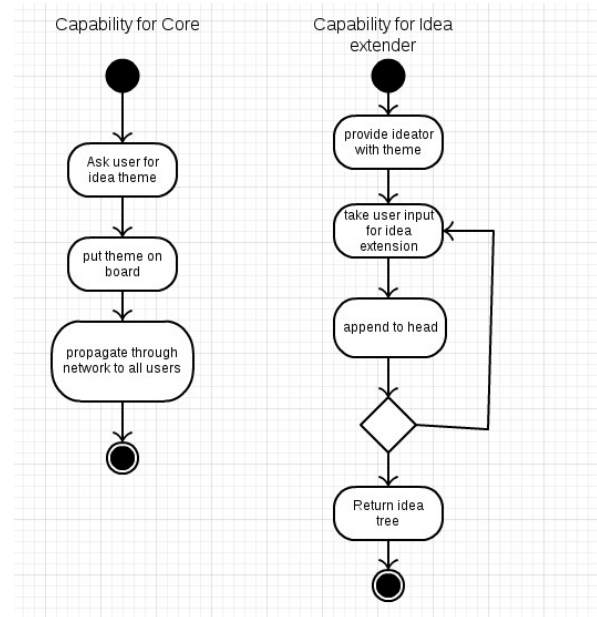 Capability for Core
Ask user for
idea theme
put theme on
board
propagate through
network to all users
Capability for Idea
extender
provide ideator
with theme
take user input
for idea
extension
append to head
Return idea
tree